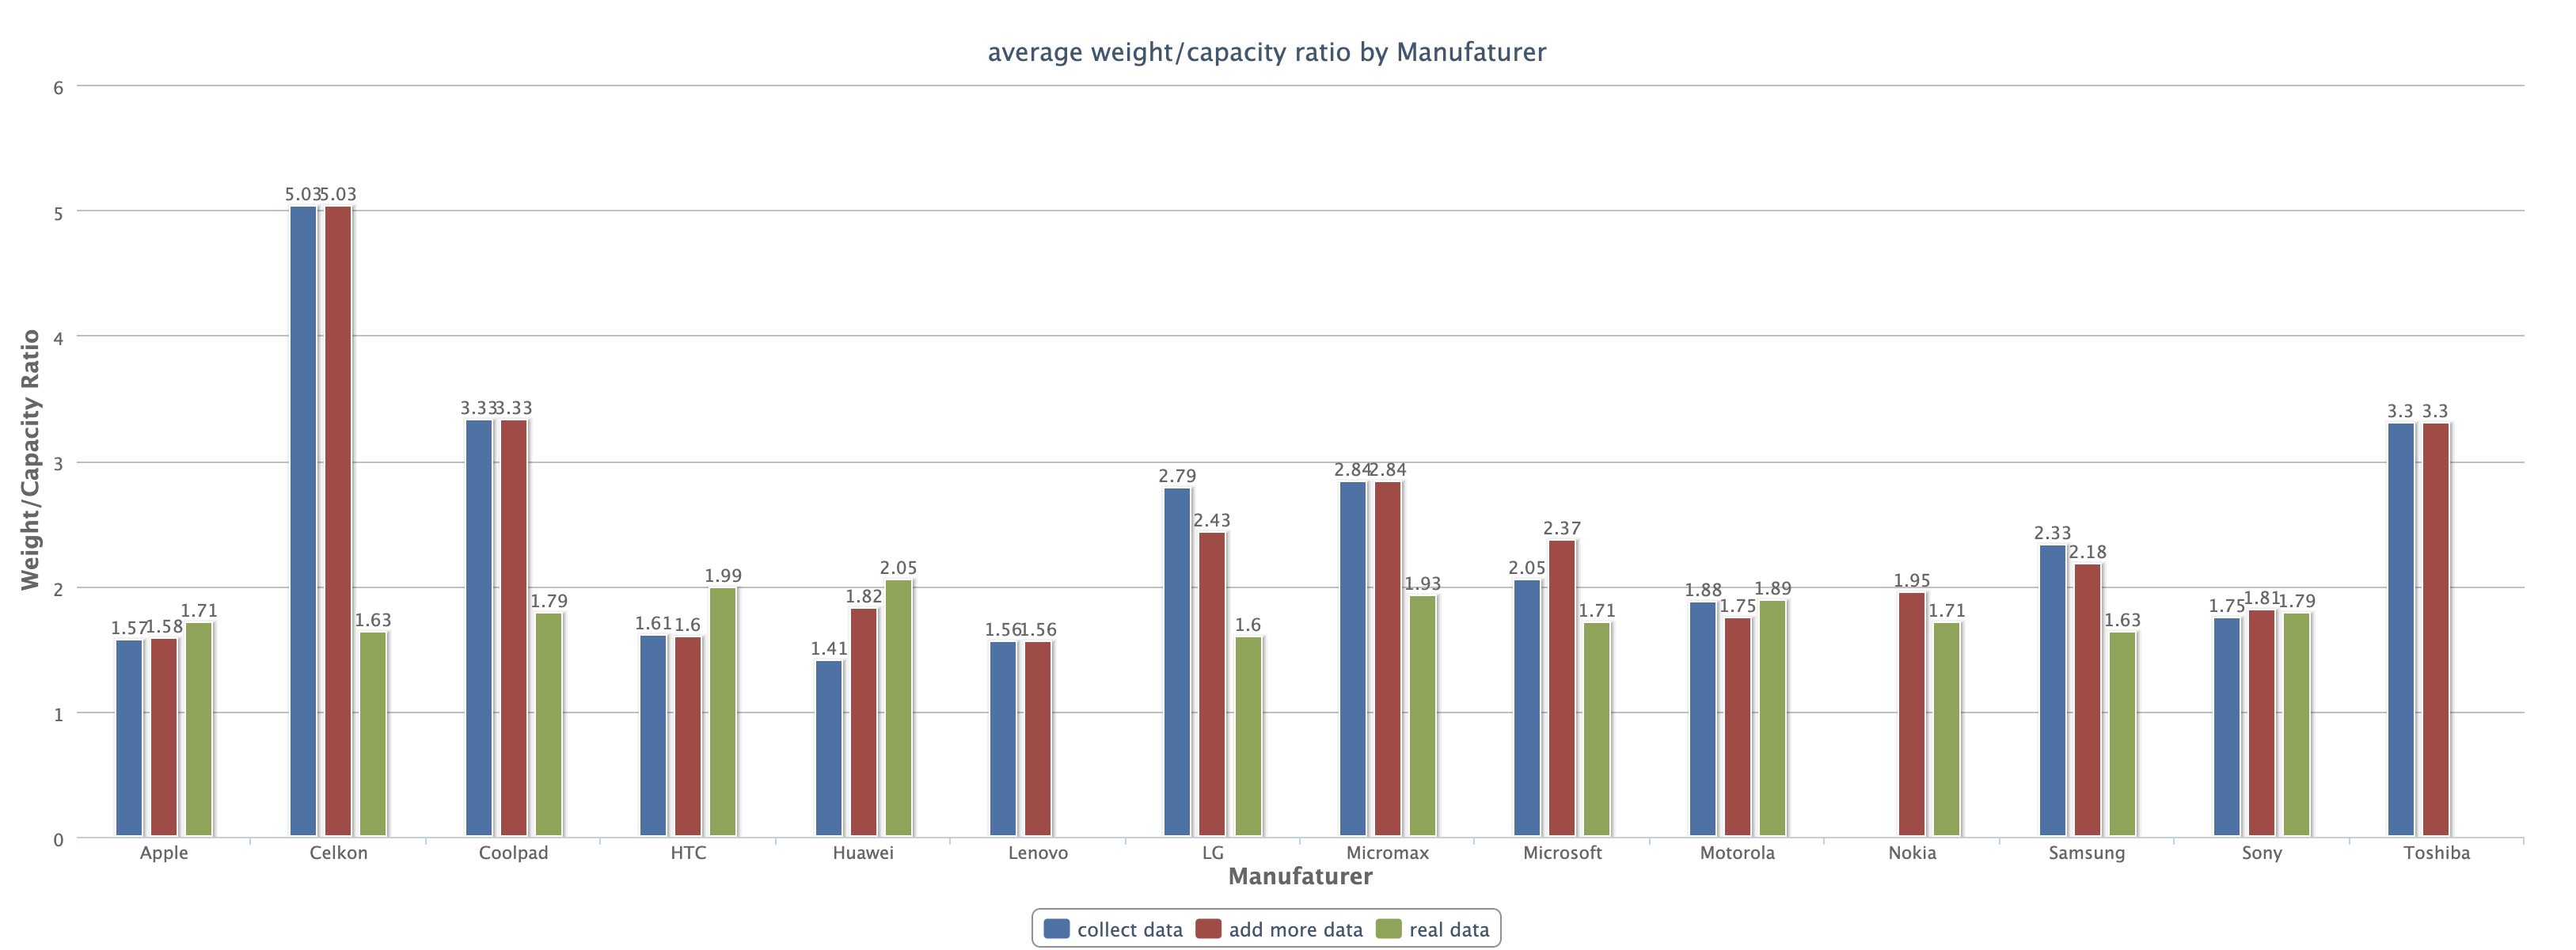 average weight/capacity ratio by Manufaturer
Weight/Capacity Ratio
6
5
4
3
2
1
0
1.57 1.58 1.71
5.03 5.03 1.63
3.33 3.33 1.79
1.61 1.6 1.99
1.41 1.82 2.05
1.56 1.56
2.79 2.43 1.6
2.84 2.84 1.93
2.05 2.37 1.71
1.88 1.75 1.89
1.95 1.71
2.33 2.18 1.63
1.75 1.81 1.79
3.3 3.3
Apple Celkon Coolpad HTC Huawei Lenovo LG Micromax Microsoft Motorola Nokia Samsung Sony Toshiba
Manufaturer
collect data add more data real data